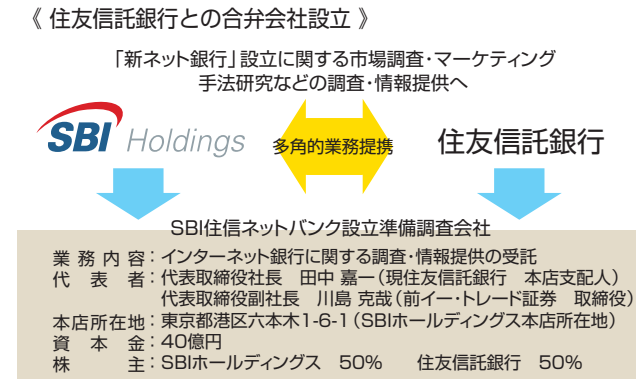 《 住友信託銀行との合弁会社設立 》
「新ネット銀行」設立に関する市場調査・マーケティング
手法研究などの調査・情報提供へ
SBI Holdings
多角的業務提携
住友信託銀行
SBI住信ネットバンク設立準備調査会社
業務内容：インターネット銀行に関する調査・情報提供の受託
代表者：代表取締役社長　田中 嘉一（現住友信託銀行　本店支配人）
代表取締役副社長　川島 克哉（前イー・トレード証券　取締役）
本店所在地：東京都港区六本木1-6-1（SBIホールディングス本店所在地）
資本金：40億円
株主：SBIホールディングス　50%　　住友信託銀行　50%